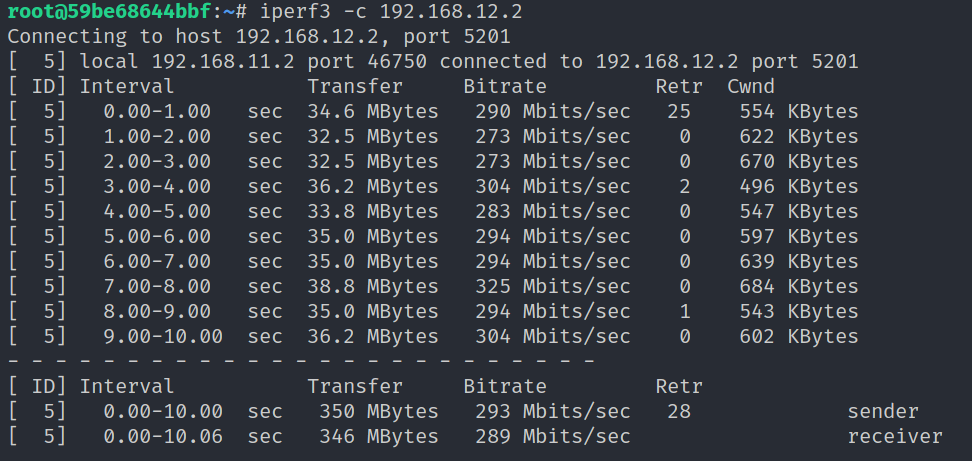 root@59be68644bbf:~# iperf3 -c 192.168.12.2
Connecting to host 192.168.12.2, port 5201
[  5] local 192.168.11.2 port 46750 connected to 192.168.12.2 port 5201
[ ID] Interval           Transfer     Bitrate         Retr  Cwnd
[  5]   0.00-1.00   sec  34.6 MBytes   290 Mbits/sec   25    554 KBytes
[  5]   1.00-2.00   sec  32.5 MBytes   273 Mbits/sec    0    622 KBytes
[  5]   2.00-3.00   sec  32.5 MBytes   273 Mbits/sec    0    670 KBytes
[  5]   3.00-4.00   sec  36.2 MBytes   304 Mbits/sec    2    496 KBytes
[  5]   4.00-5.00   sec  33.8 MBytes   283 Mbits/sec    0    547 KBytes
[  5]   5.00-6.00   sec  35.0 MBytes   294 Mbits/sec    0    597 KBytes
[  5]   6.00-7.00   sec  35.0 MBytes   294 Mbits/sec    0    639 KBytes
[  5]   7.00-8.00   sec  38.8 MBytes   325 Mbits/sec    0    684 KBytes
[  5]   8.00-9.00   sec  35.0 MBytes   294 Mbits/sec    1    543 KBytes
[  5]   9.00-10.00  sec  36.2 MBytes   304 Mbits/sec    0    602 KBytes
- - - - - - - - - - - - - - - - - - - - - - - - -
[ ID] Interval           Transfer     Bitrate         Retr
[  5]   0.00-10.00  sec   350 MBytes   293 Mbits/sec   28             sender
[  5]   0.00-10.06  sec   346 MBytes   289 Mbits/sec                  receiver